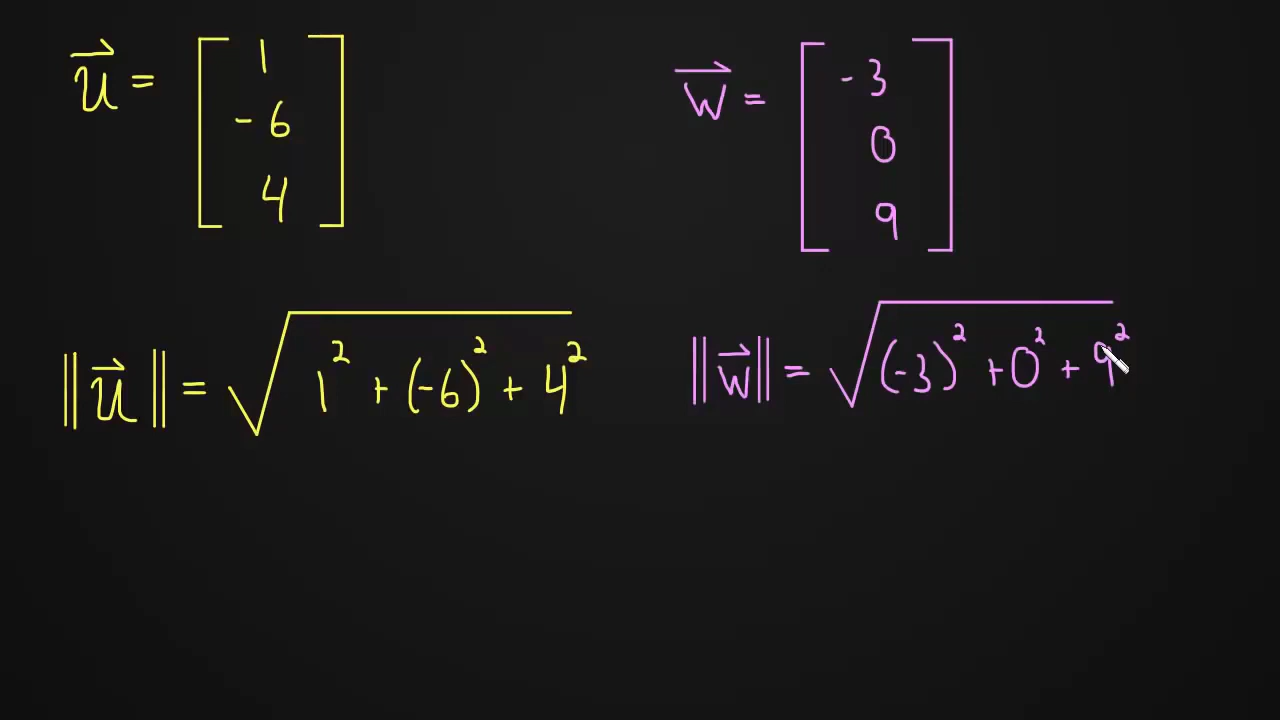 u⃗ = [ 1
- 6
4 ]
w⃗ = [ - 3
0
9 ]
‖u⃗‖ = √(1² + (-6)² + 4²)
‖w⃗‖ = √((-3)² + 0² + 9²)